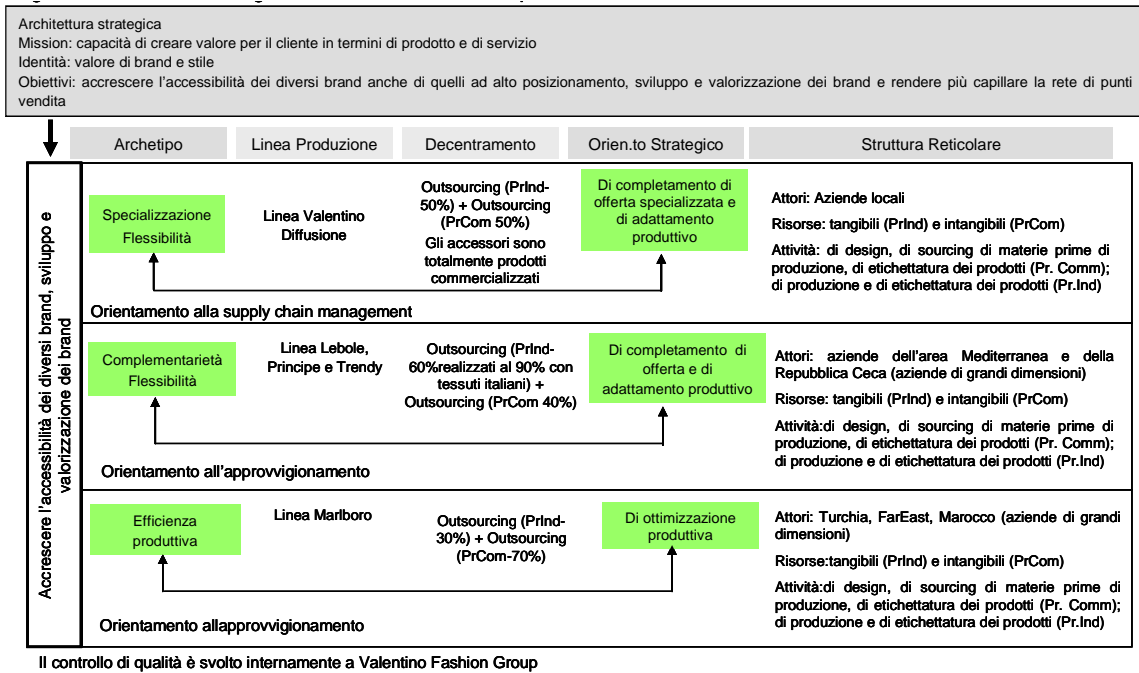 Architettura strategica
Mission: capacità di creare valore per il cliente in termini di prodotto e di servizio
Identità: valore di brand e stile
Obiettivi: accrescere l'accessibilità dei diversi brand anche di quelli ad alto posizionamento, sviluppo e valorizzazione dei brand e rendere più capillare la rete di punti
vendita
Archetipo
Linea Produzione
Decentramento
Orien.to Strategico
Struttura Reticolare
Accrescere l'accessibilità dei diversi brand, sviluppo e
valorizzazione dei brand
Specializzazione
Flessibilità
Linea Valentino
Diffusione
Outsourcing (PrInd-
50%) + Outsourcing
(PrCom 50%)
Gli accessori sono
totalmente prodotti
commercializzati
Di completamento di
offerta specializzata e
di adattamento
produttivo
Attori: Aziende locali
Risorse: tangibili (PrInd) e intangibili (PrCom)
Attività: di design, di sourcing di materie prime di
produzione, di etichettatura dei prodotti (Pr. Comm);
di produzione e di etichettatura dei prodotti (Pr.Ind)
Orientamento alla supply chain management
Complementarietà
Flessibilità
Linea Lebole,
Principe e Trendy
Outsourcing (PrInd-
60%realizzati al 90% con
tessuti italiani) +
Outsourcing (PrCom 40%)
Di completamento di
offerta e di
adattamento produttivo
Attori: aziende dell'area Mediterranea e della
Repubblica Ceca (aziende di grandi dimensioni)
Risorse: tangibili (PrInd) e intangibili (PrCom)
Attività:di design, di sourcing di materie prime di
produzione, di etichettatura dei prodotti (Pr. Comm);
di produzione e di etichettatura dei prodotti (Pr.Ind)
Orientamento all'approvvigionamento
Efficienza
produttiva
Linea Marlboro
Outsourcing (PrInd-
30%) + Outsourcing
(PrCom-70%)
Di ottimizzazione
produttiva
Attori: Turchia, FarEast, Marocco (aziende di grandi
dimensioni)
Risorse:tangibili (PrInd) e intangibili (PrCom)
Attività:di design, di sourcing di materie prime di
produzione, di etichettatura dei prodotti (Pr. Comm);
di produzione e di etichettatura dei prodotti (Pr.Ind)
Orientamento allapprovvigionamento
Il controllo di qualità è svolto internamente a Valentino Fashion Group